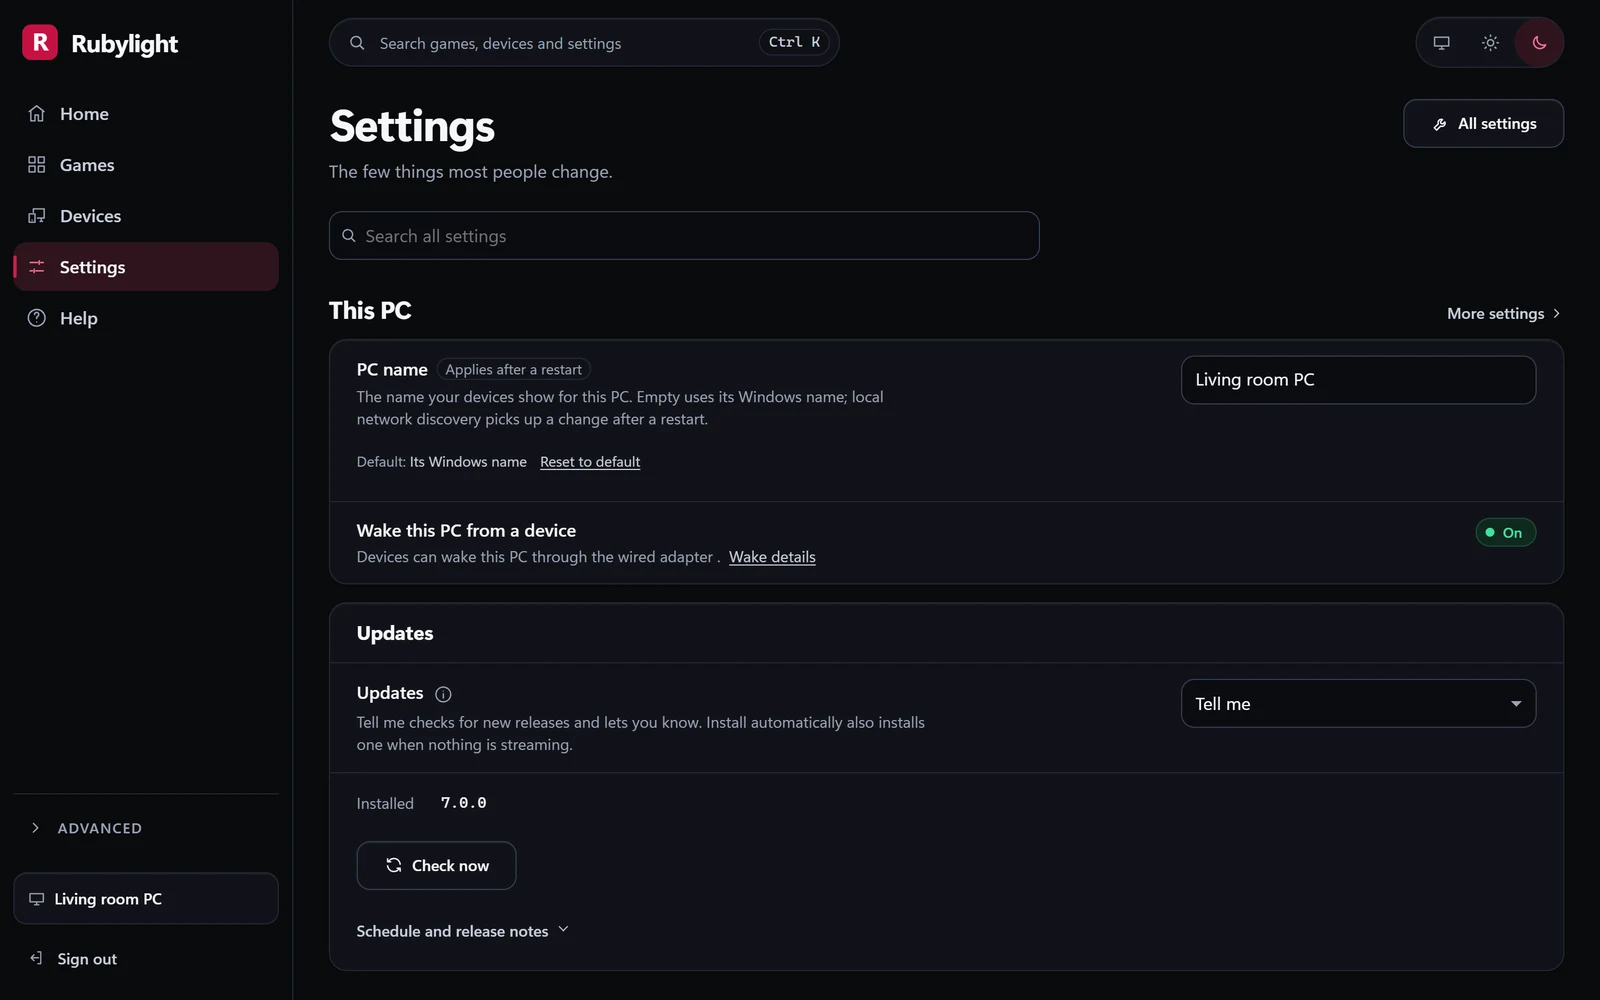 R Rubylight
Search games, devices and settings Ctrl K
Home
Games
Devices
Settings
Help
ADVANCED
Living room PC
Sign out
Settings
All settings
The few things most people change.
Search all settings
This PC
More settings
PC name Applies after a restart
The name your devices show for this PC. Empty uses its Windows name; local
network discovery picks up a change after a restart.
Default: Its Windows name Reset to default
Living room PC
Wake this PC from a device
Devices can wake this PC through the wired adapter . Wake details
On
Updates
Updates
Tell me checks for new releases and lets you know. Install automatically also installs
one when nothing is streaming.
Tell me
Installed 7.0.0
Check now
Schedule and release notes